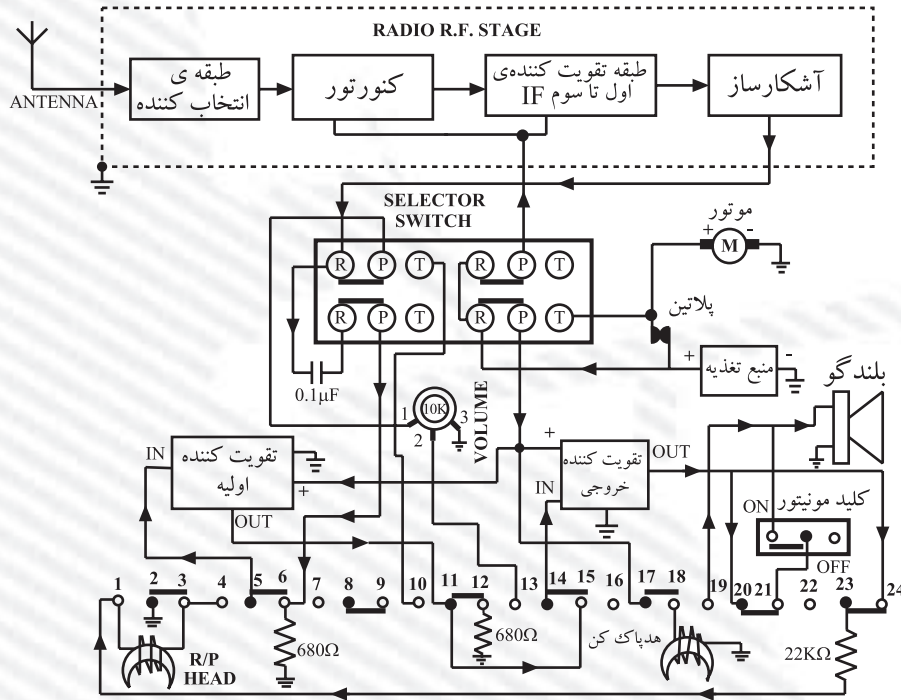 RADIO R.F. STAGE
ANTENNA
طبقه ی
انتخاب کننده
کنورتور
طبقه تقویت کننده‌ی
اول تا سوم IF
آشکارساز
SELECTOR
SWITCH
R P T R P T
R P T R P T
موتور
+ -
M
پلاتین
+ منبع تغذیه -
0.1µF
1 10K 3
2
VOLUME
بلندگو
IN تقویت کننده
اولیه
+
OUT
+
تقویت کننده
خروجی
OUT
IN
کلید مونیتور
ON
OFF
1 2 3 4 5 6 7 8 9 10 11 12 13 14 15 16 17 18 19 20 21 22 23 24
R/P
HEAD
680Ω
680Ω
هدپاک کن
22KΩ